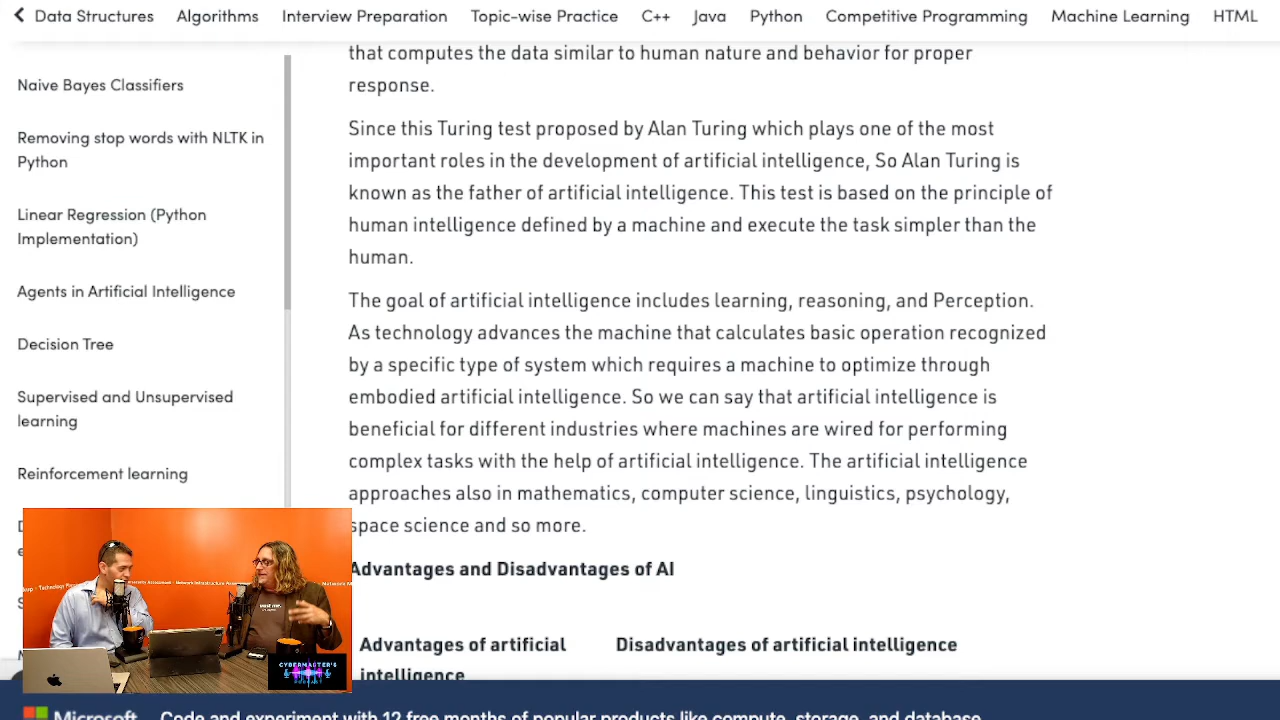 Data Structures Algorithms Interview Preparation Topic-wise Practice C++ Java Python Competitive Programming Machine Learning HTML
Naive Bayes Classifiers
Removing stop words with NLTK in
Python
Linear Regression (Python
Implementation)
Agents in Artificial Intelligence
Decision Tree
Supervised and Unsupervised
learning
Reinforcement learning
that computes the data similar to human nature and behavior for proper
response.
Since this Turing test proposed by Alan Turing which plays one of the most
important roles in the development of artificial intelligence, So Alan Turing is
known as the father of artificial intelligence. This test is based on the principle of
human intelligence defined by a machine and execute the task simpler than the
human.
The goal of artificial intelligence includes learning, reasoning, and Perception.
As technology advances the machine that calculates basic operation recognized
by a specific type of system which requires a machine to optimize through
embodied artificial intelligence. So we can say that artificial intelligence is
beneficial for different industries where machines are wired for performing
complex tasks with the help of artificial intelligence. The artificial intelligence
approaches also in mathematics, computer science, linguistics, psychology,
space science and so more.
Advantages and Disadvantages of AI
Advantages of artificial
intelligence
Disadvantages of artificial intelligence
trust me,
CYBERMASTER'S
PODCAST
Microsoft Code and experiment with 12 free months of popular products like compute, storage, and database